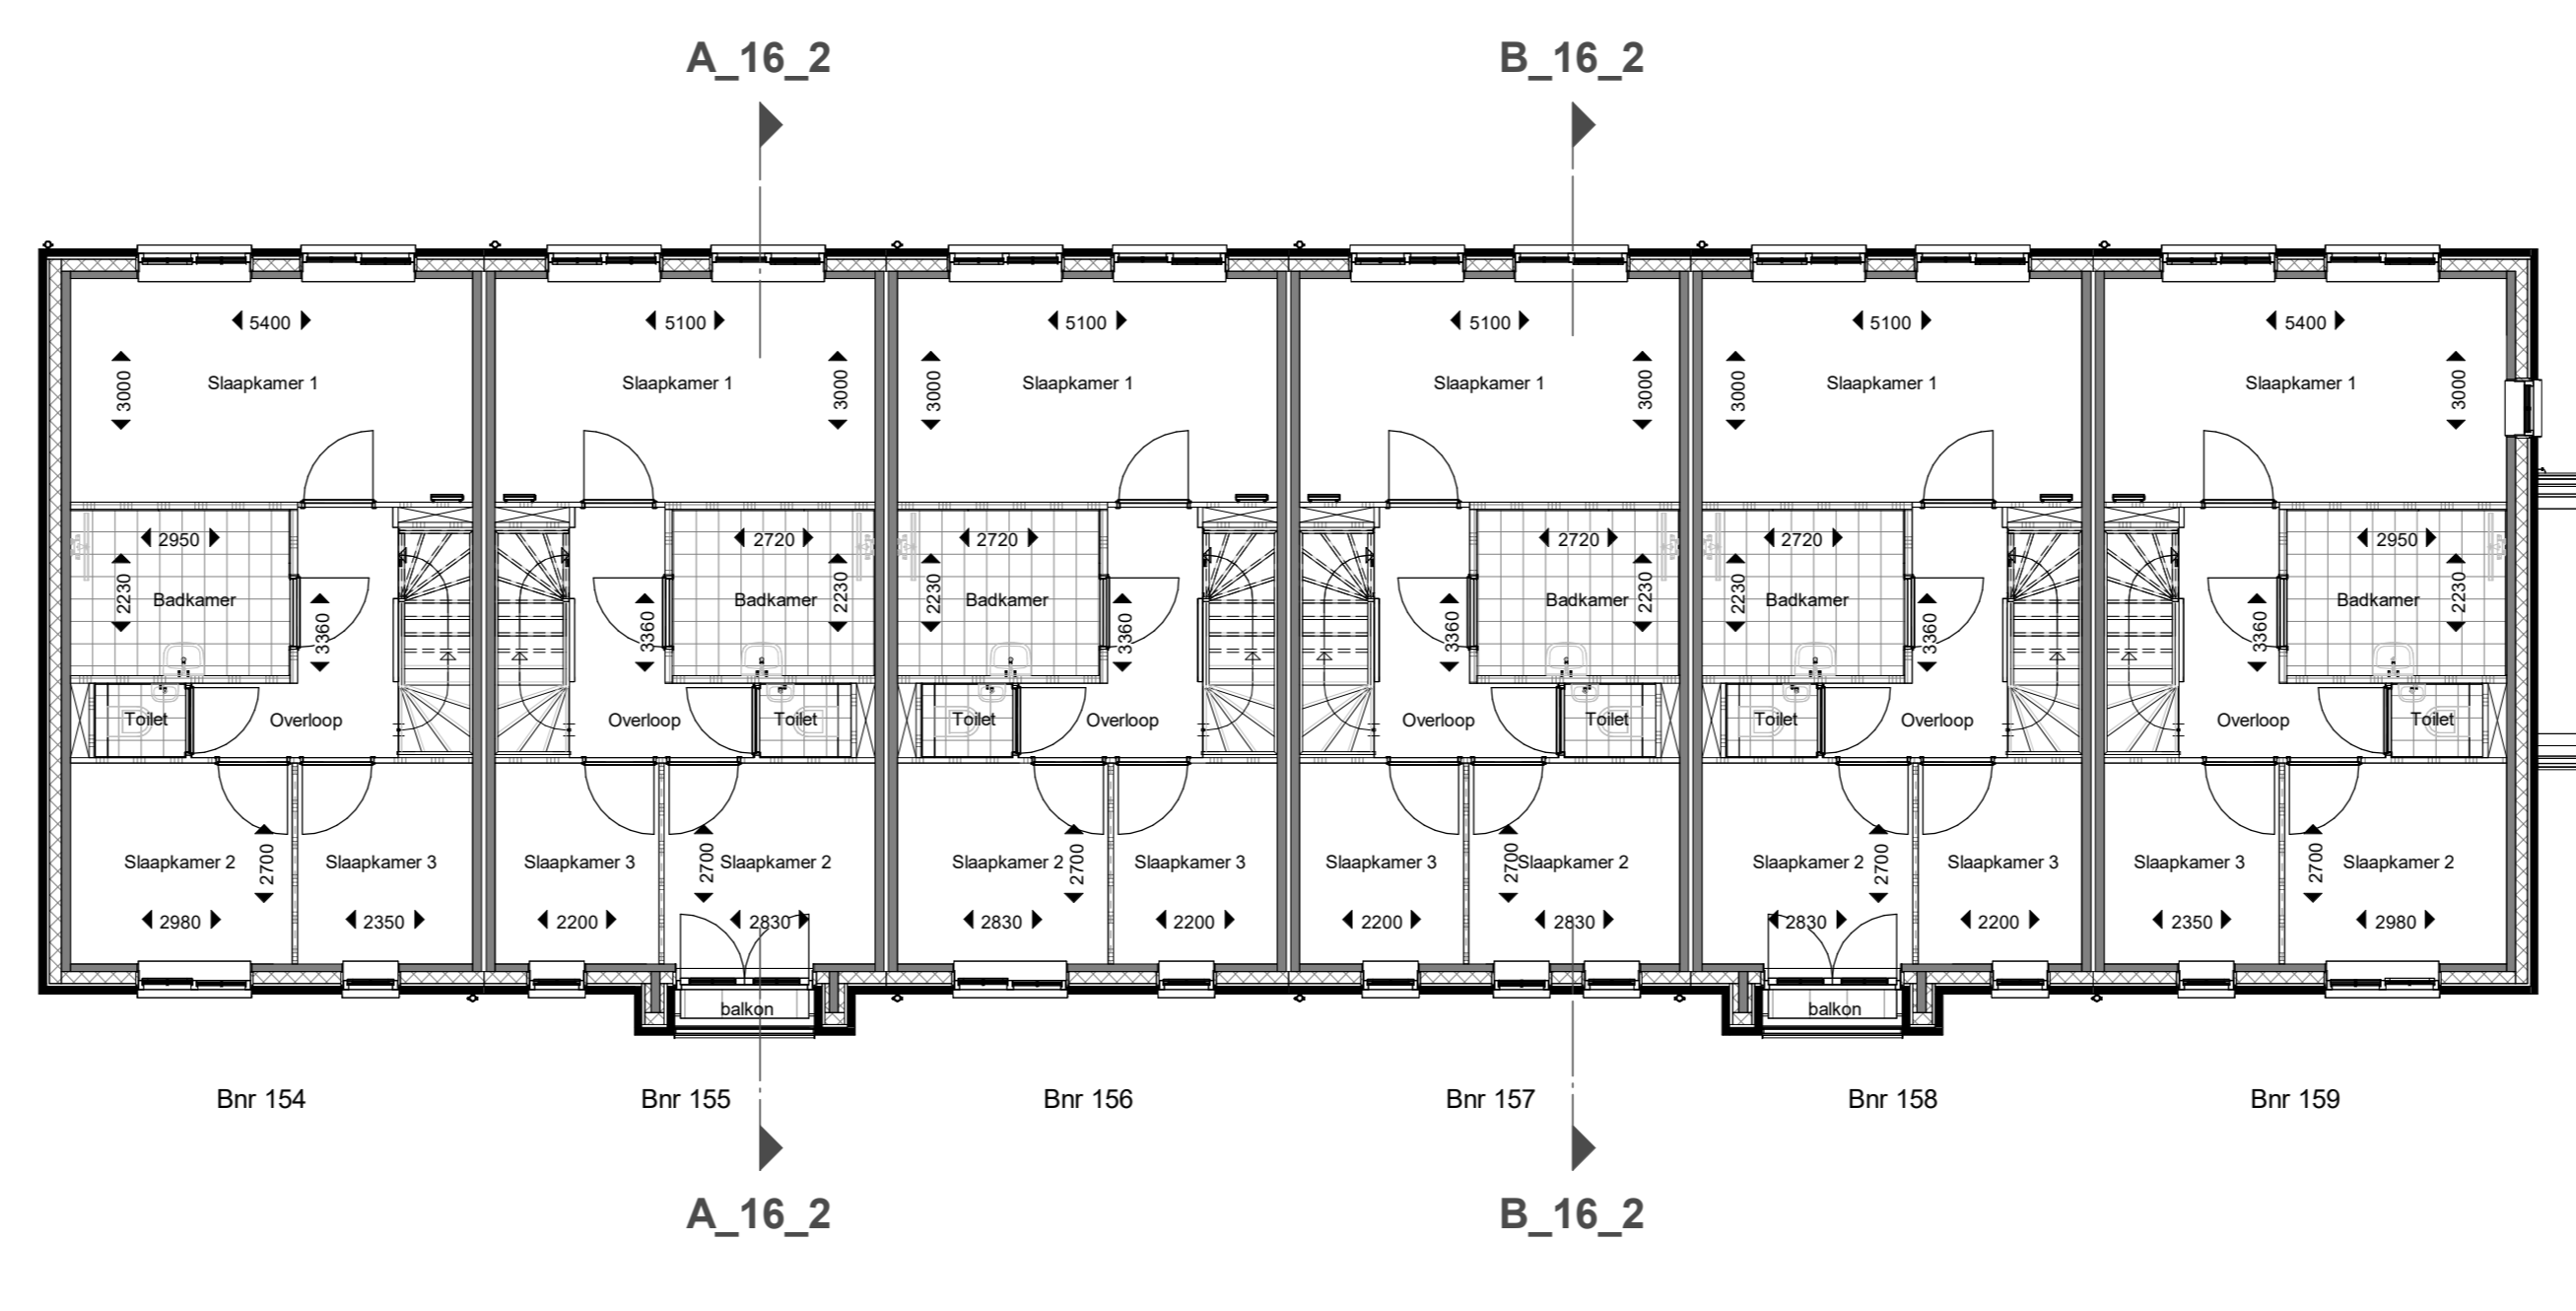 A_16_2 B_16_2
5400 5100 5100 5100 5100 5400
3000 3000 3000 3000 3000 3000
Slaapkamer 1 Slaapkamer 1 Slaapkamer 1 Slaapkamer 1 Slaapkamer 1 Slaapkamer 1
2950 2720 2720 2720 2720 2950
2230 2230 2230 2230 2230 2230
Badkamer Badkamer Badkamer Badkamer Badkamer Badkamer
3360 3360 3360 3360 3360 3360
Toilet Overloop Overloop Toilet Toilet Overloop Overloop Toilet Toilet Overloop Overloop Toilet
Slaapkamer 2 2700 Slaapkamer 3 Slaapkamer 3 2700 Slaapkamer 2 Slaapkamer 2 2700 Slaapkamer 3 Slaapkamer 3 2700 Slaapkamer 2 Slaapkamer 2 2700 Slaapkamer 3 Slaapkamer 3 2700 Slaapkamer 2
2980 2350 2200 2830 2830 2200 2200 2830 2830 2200 2350 2980
balkon balkon
Bnr 154 Bnr 155 Bnr 156 Bnr 157 Bnr 158 Bnr 159
A_16_2 B_16_2